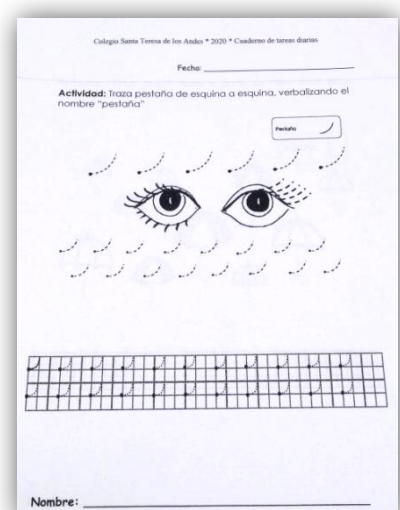 Colegio Santa Teresa de los Andes * 2020 * Cuaderno de tareas diarias
Fecha:
Actividad: Traza pestaña de esquina a esquina, verbalizando el
nombre "pestaña"
Pestaña
Nombre: